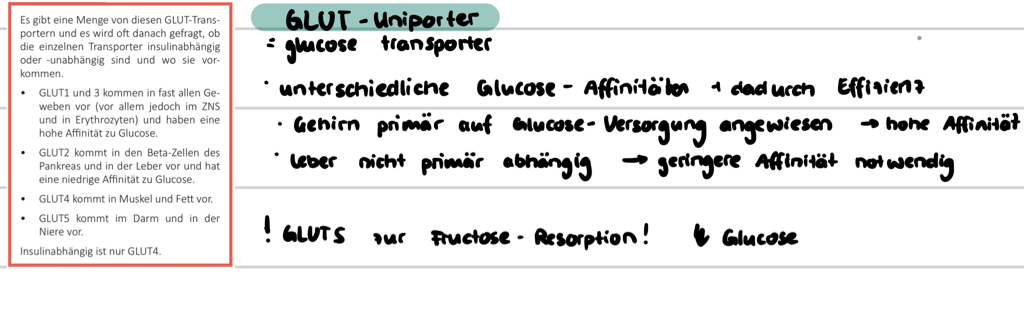 Es gibt eine Menge von diesen GLUT-Trans-
portern und es wird oft danach gefragt, ob
die einzelnen Transporter insulinabhängig
oder -unabhängig sind und wo sie vor-
kommen.
• GLUT1 und 3 kommen in fast allen Ge-
weben vor (vor allem jedoch im ZNS
und in Erythrozyten) und haben eine
hohe Affinität zu Glucose.
• GLUT2 kommt in den Beta-Zellen des
Pankreas und in der Leber vor und hat
eine niedrige Affinität zu Glucose.
• GLUT4 kommt in Muskel und Fett vor.
• GLUT5 kommt im Darm und in der
Niere vor.
Insulinabhängig ist nur GLUT4.
GLUT - Uniporter
= glucose transporter
· unterschiedliche Glucose - Affinitäten + dadurch Effizienz
· Gehirn primär auf Glucose - Versorgung angewiesen → hohe Affinität
· Leber nicht primär abhängig → geringere Affinität notwendig
! GLUT5 zur Fructose - Resorption! ↳ Glucose